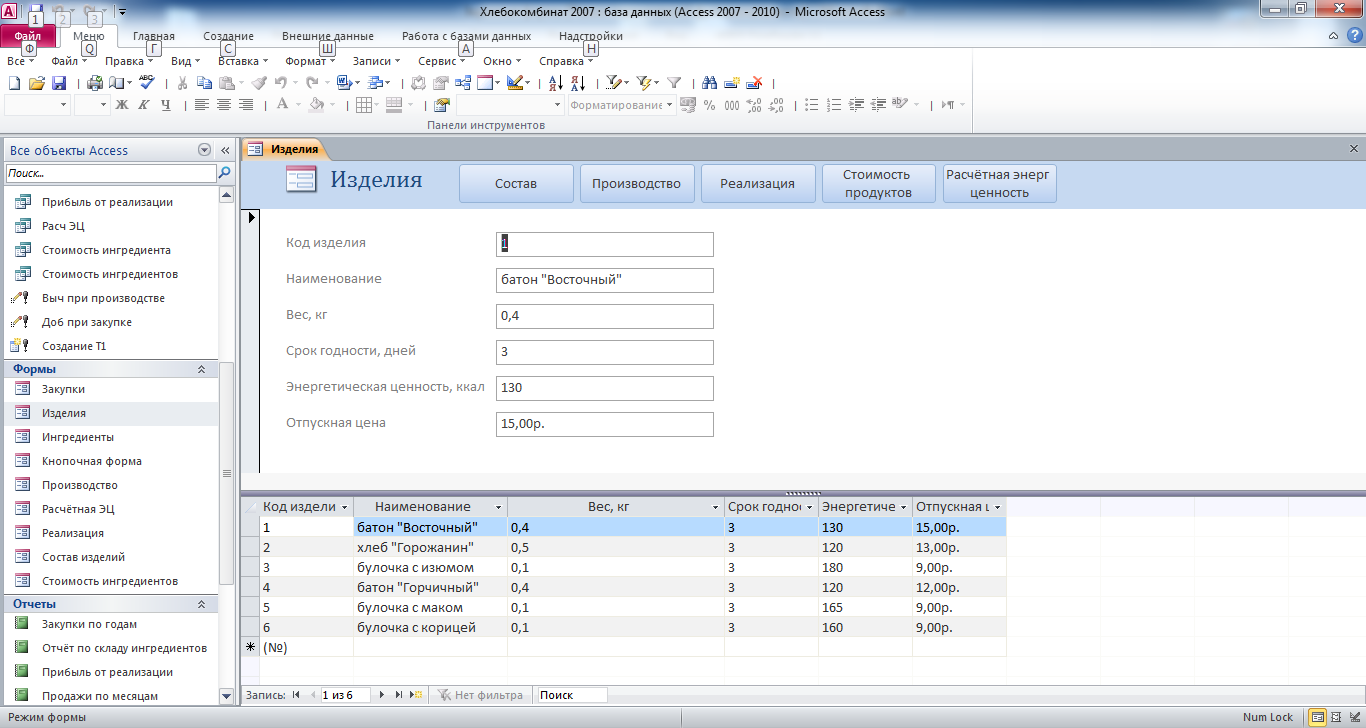 Хлебокомбинат 2007 : база данных (Access 2007 - 2010) - Microsoft Access
1 2 3
Файл Меню Главная Создание Внешние данные Работа с базами данных Надстройки
Ф Q Г С Ш А Н
Все Файл Правка Вид Вставка Формат Записи Сервис Окно Справка
Ж К Ч А Форматирование % 000
Панели инструментов
Все объекты Access
Поиск...
Прибыль от реализации
Расч ЭЦ
Стоимость ингредиента
Стоимость ингредиентов
Выч при производстве
Доб при закупке
Создание Т1
Формы
Закупки
Изделия
Ингредиенты
Кнопочная форма
Производство
Расчётная ЭЦ
Реализация
Состав изделий
Стоимость ингредиентов
Отчеты
Закупки по годам
Отчёт по складу ингредиентов
Прибыль от реализации
Продажи по месяцам
Изделия
Изделия
Состав
Производство
Реализация
Стоимость продуктов
Расчётная энерг ценность
Код изделия 1
Наименование батон "Восточный"
Вес, кг 0,4
Срок годности, дней 3
Энергетическая ценность, ккал 130
Отпускная цена 15,00р.
Код издели Наименование Вес, кг Срок годно Энергетиче Отпускная ц
1 батон "Восточный" 0,4 3 130 15,00р.
2 хлеб "Горожанин" 0,5 3 120 13,00р.
3 булочка с изюмом 0,1 3 180 9,00р.
4 батон "Горчичный" 0,4 3 120 12,00р.
5 булочка с маком 0,1 3 165 9,00р.
6 булочка с корицей 0,1 3 160 9,00р.
(№)
Запись: 1 из 6 Нет фильтра Поиск
Режим формы Num Lock